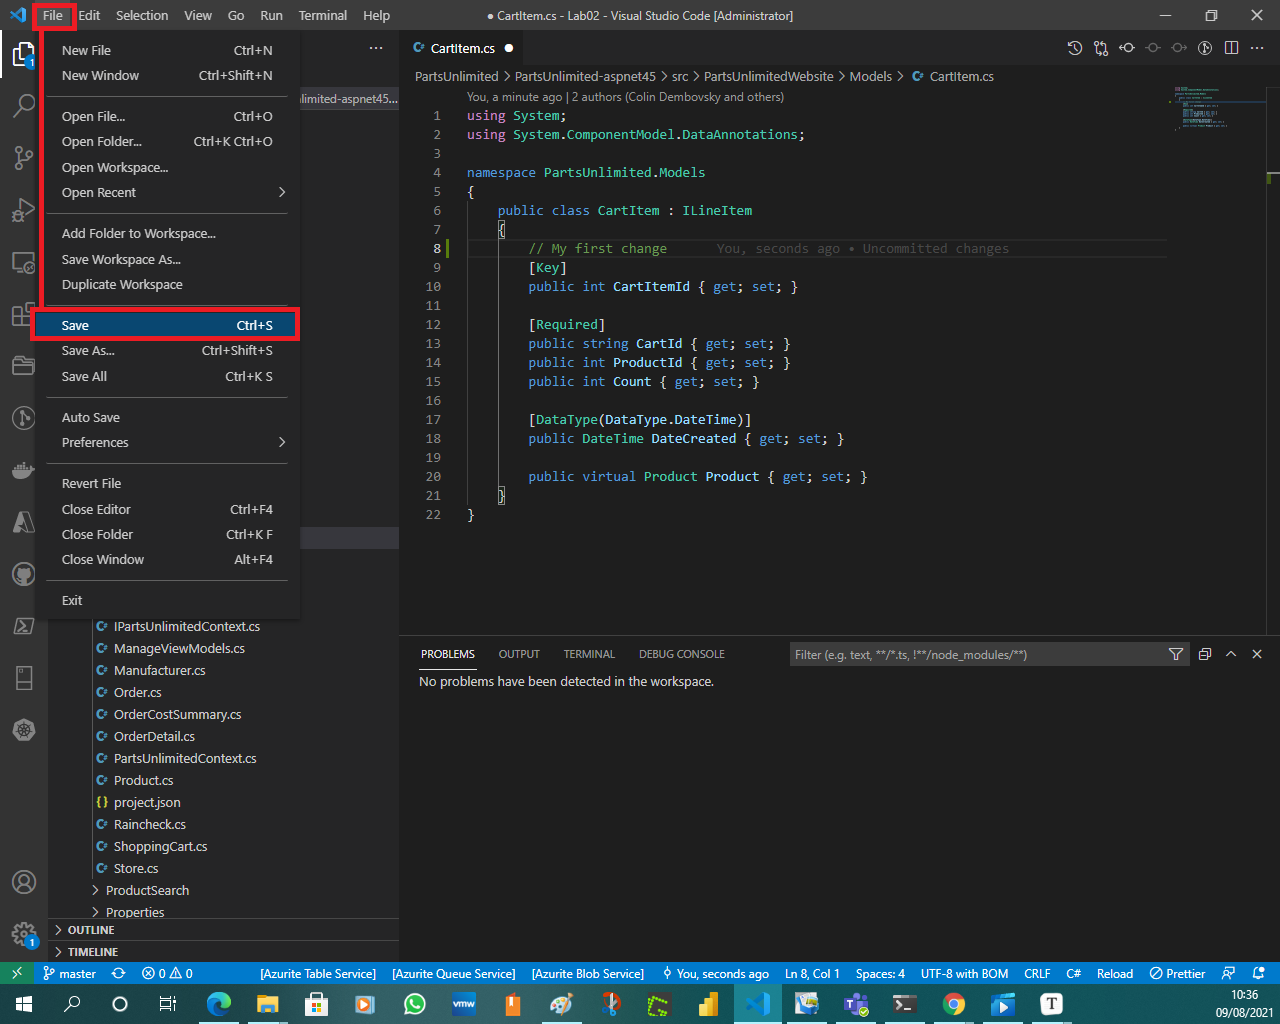 File Edit Selection View Go Run Terminal Help
● CartItem.cs - Lab02 - Visual Studio Code [Administrator]
New File Ctrl+N
New Window Ctrl+Shift+N
Open File... Ctrl+O
Open Folder... Ctrl+K Ctrl+O
Open Workspace...
Open Recent
Add Folder to Workspace...
Save Workspace As...
Duplicate Workspace
Save Ctrl+S
Save As... Ctrl+Shift+S
Save All Ctrl+K S
Auto Save
Preferences
Revert File
Close Editor Ctrl+F4
Close Folder Ctrl+K F
Close Window Alt+F4
Exit
limited-aspnet45...
IPartsUnlimitedContext.cs
ManageViewModels.cs
Manufacturer.cs
Order.cs
OrderCostSummary.cs
OrderDetail.cs
PartsUnlimitedContext.cs
Product.cs
{} project.json
Raincheck.cs
ShoppingCart.cs
Store.cs
ProductSearch
Properties
OUTLINE
TIMELINE
CartItem.cs
PartsUnlimited > PartsUnlimited-aspnet45 > src > PartsUnlimitedWebsite > Models > CartItem.cs
You, a minute ago | 2 authors (Colin Dembovsky and others)
1 using System;
2 using System.ComponentModel.DataAnnotations;
3
4 namespace PartsUnlimited.Models
5 {
6 public class CartItem : ILineItem
7 {
8 // My first change You, seconds ago • Uncommitted changes
9 [Key]
10 public int CartItemId { get; set; }
11
12 [Required]
13 public string CartId { get; set; }
14 public int ProductId { get; set; }
15 public int Count { get; set; }
16
17 [DataType(DataType.DateTime)]
18 public DateTime DateCreated { get; set; }
19
20 public virtual Product Product { get; set; }
21 }
22 }
PROBLEMS OUTPUT TERMINAL DEBUG CONSOLE
Filter (e.g. text, **/*.ts, !**/node_modules/**)
No problems have been detected in the workspace.
master 0 0 [Azurite Table Service] [Azurite Queue Service] [Azurite Blob Service] You, seconds ago Ln 8, Col 1 Spaces: 4 UTF-8 with BOM CRLF C# Reload Prettier
vmw
T
10:36
09/08/2021